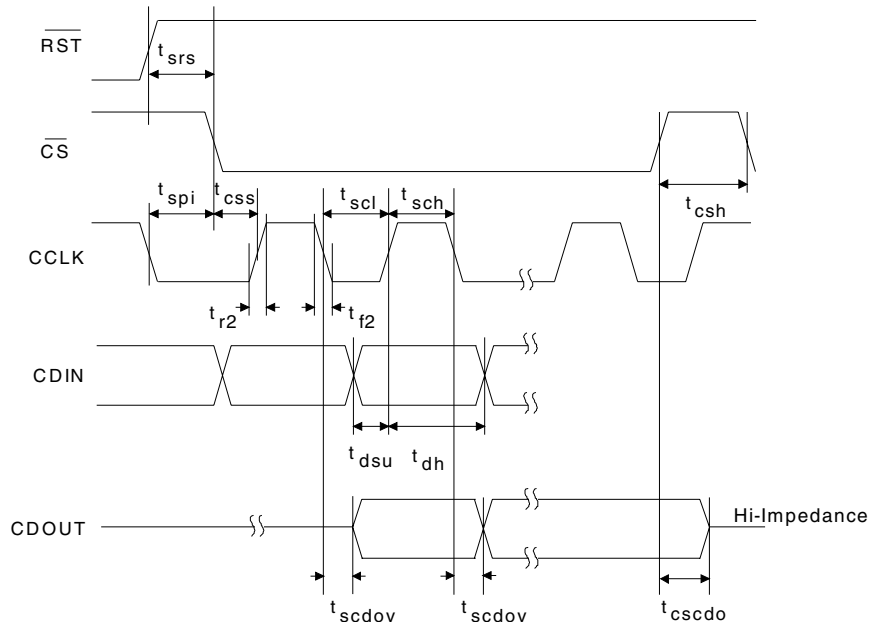 RST
t srs
CS
t spi
t css
t scl
t sch
t csh
CCLK
t r2
t f2
CDIN
t dsu
t dh
CDOUT
Hi-Impedance
t scdov
t scdov
t cscdo